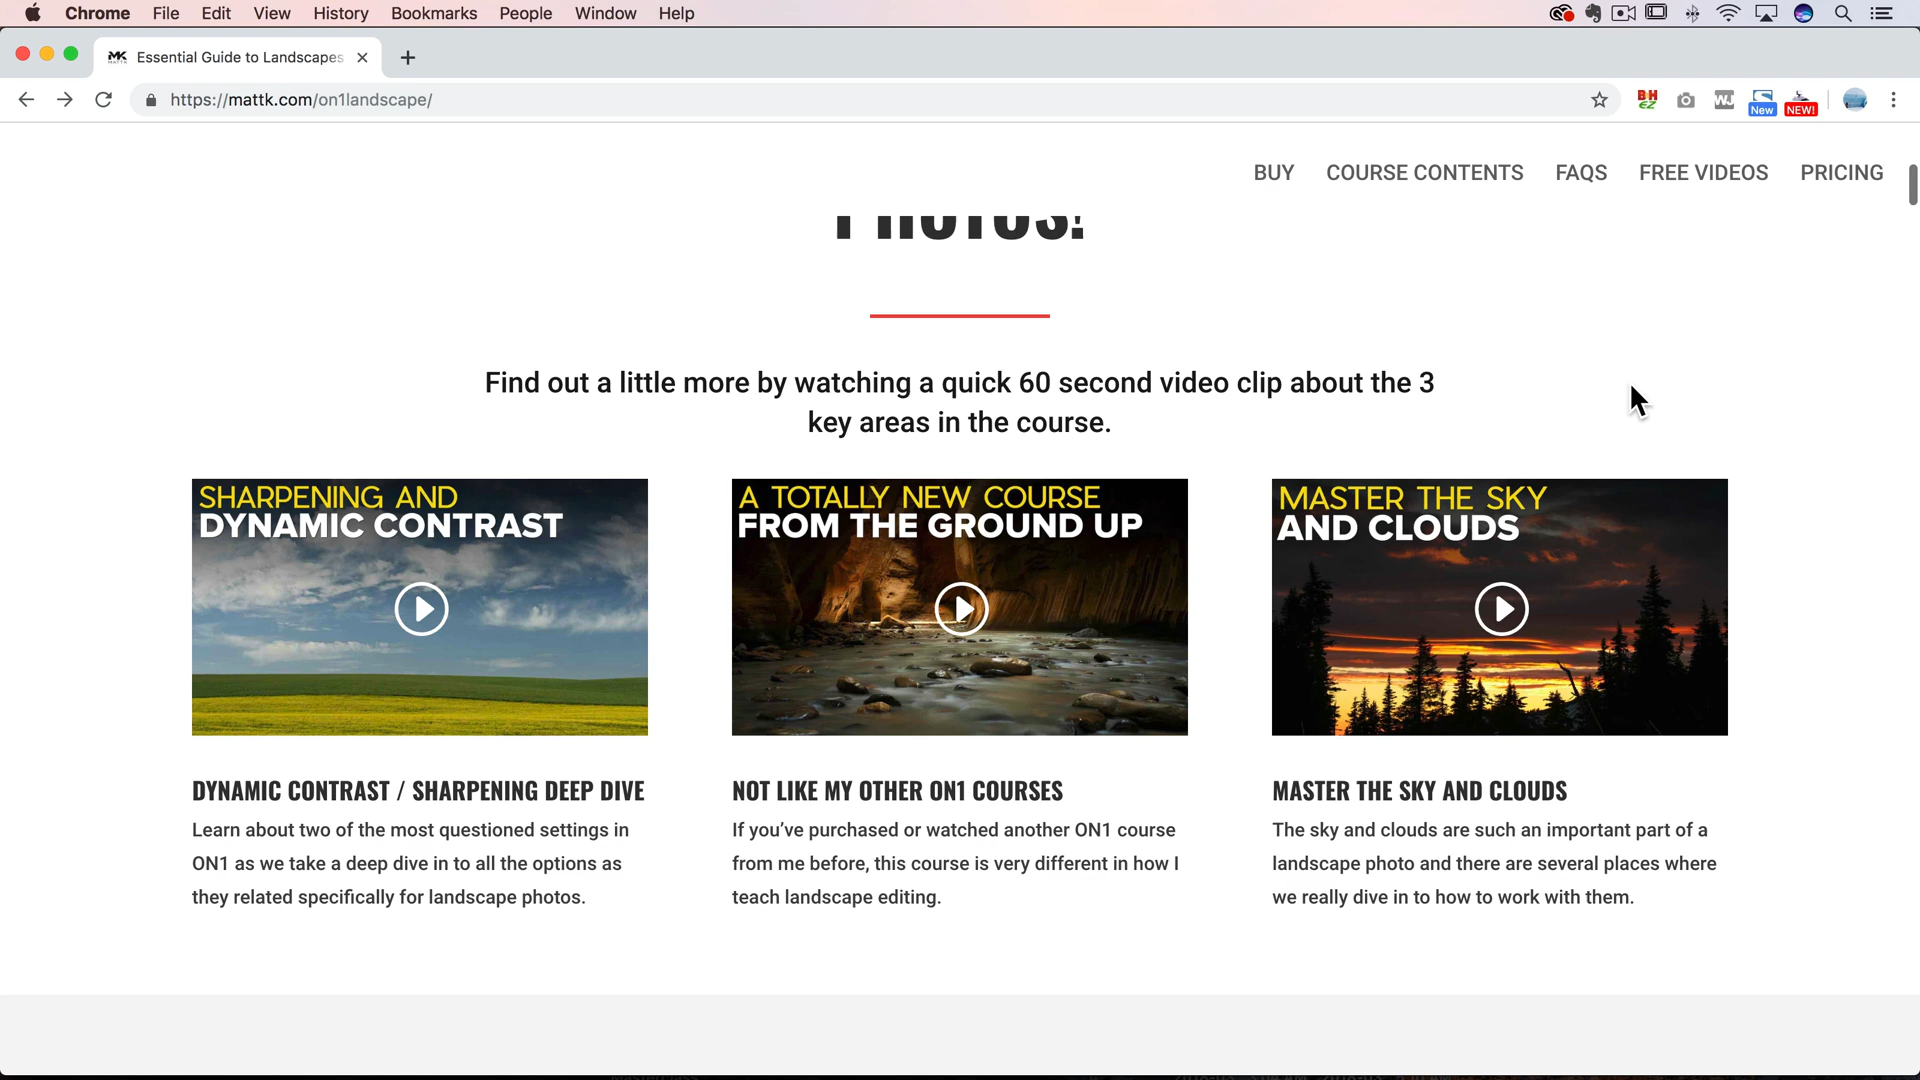 Chrome File Edit View History Bookmarks People Window Help
MK Essential Guide to Landscapes
https://mattk.com/on1landscape/
BH EZ WJ New NEW!
BUY COURSE CONTENTS FAQS FREE VIDEOS PRICING
PHOTOS!
Find out a little more by watching a quick 60 second video clip about the 3
key areas in the course.
SHARPENING AND
DYNAMIC CONTRAST
A TOTALLY NEW COURSE
FROM THE GROUND UP
MASTER THE SKY
AND CLOUDS
DYNAMIC CONTRAST / SHARPENING DEEP DIVE
Learn about two of the most questioned settings in
ON1 as we take a deep dive in to all the options as
they related specifically for landscape photos.
NOT LIKE MY OTHER ON1 COURSES
If you’ve purchased or watched another ON1 course
from me before, this course is very different in how I
teach landscape editing.
MASTER THE SKY AND CLOUDS
The sky and clouds are such an important part of a
landscape photo and there are several places where
we really dive in to how to work with them.